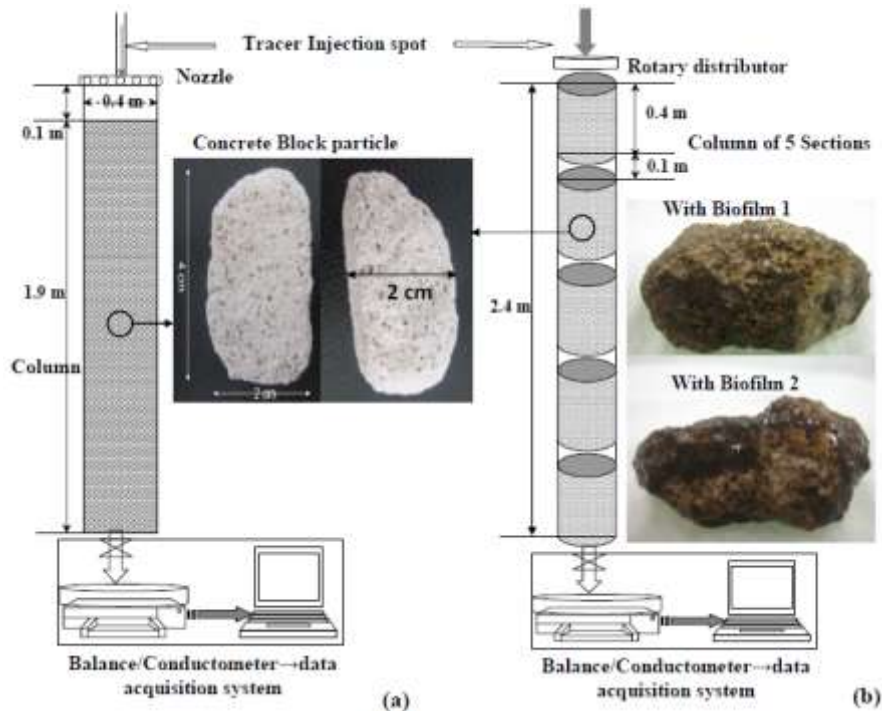 Tracer Injection spot
Nozzle
0.4 m
0.1 m
Concrete Block particle
4 cm
2 cm
1.9 m
Column
Rotary distributor
0.4 m
Column of 5 Sections
0.1 m
With Biofilm 1
2.4 m
With Biofilm 2
Balance/Conductometer→data
acquisition system
(a)
Balance/Conductometer→data
acquisition system
(b)